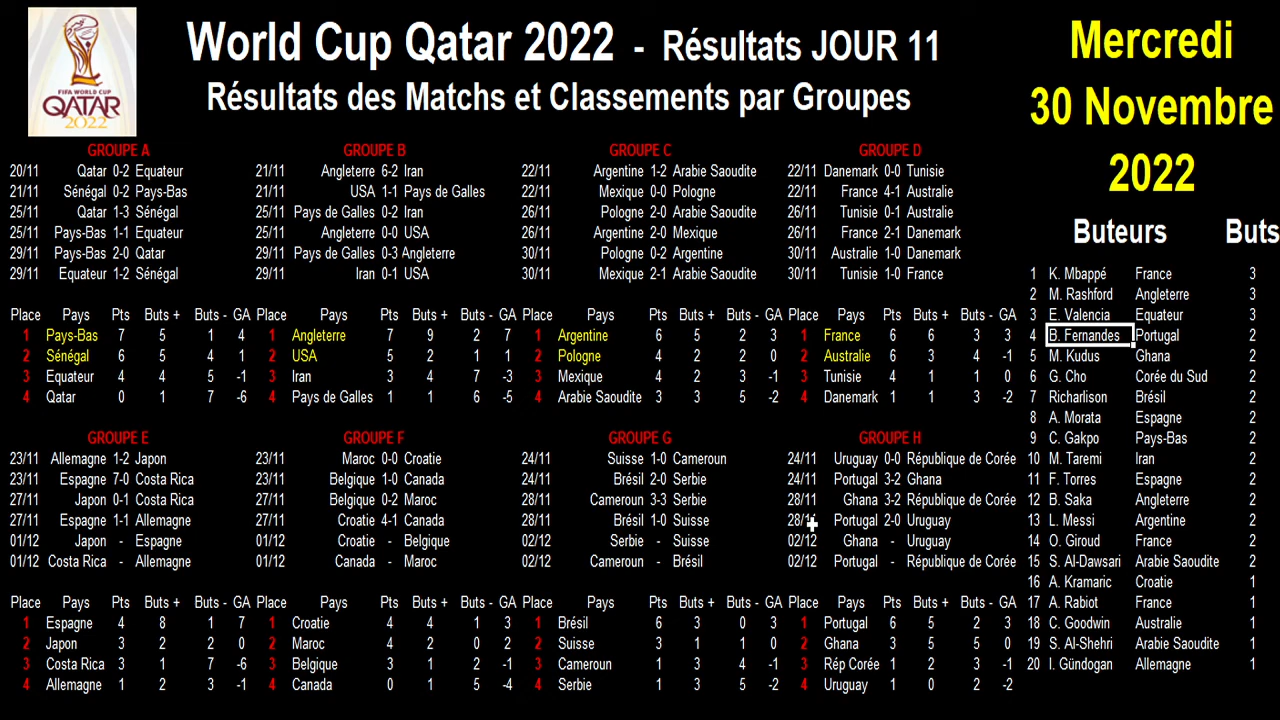 World Cup Qatar 2022 - Résultats JOUR 11
Résultats des Matchs et Classements par Groupes
FIFA WORLD CUP
QATAR
2022
Mercredi
30 Novembre
2022
GROUPE A GROUPE B GROUPE C GROUPE D
20/11 Qatar 0-2 Equateur 21/11 Angleterre 6-2 Iran 22/11 Argentine 1-2 Arabie Saoudite 22/11 Danemark 0-0 Tunisie
21/11 Sénégal 0-2 Pays-Bas 21/11 USA 1-1 Pays de Galles 22/11 Mexique 0-0 Pologne 22/11 France 4-1 Australie
25/11 Qatar 1-3 Sénégal 25/11 Pays de Galles 0-2 Iran 26/11 Pologne 2-0 Arabie Saoudite 26/11 Tunisie 0-1 Australie
25/11 Pays-Bas 1-1 Equateur 25/11 Angleterre 0-0 USA 26/11 Argentine 2-0 Mexique 26/11 France 2-1 Danemark
29/11 Pays-Bas 2-0 Qatar 29/11 Pays de Galles 0-3 Angleterre 30/11 Pologne 0-2 Argentine 30/11 Australie 1-0 Danemark
29/11 Equateur 1-2 Sénégal 29/11 Iran 0-1 USA 30/11 Mexique 2-1 Arabie Saoudite 30/11 Tunisie 1-0 France
Place Pays Pts Buts + Buts - GA Place Pays Pts Buts + Buts - GA Place Pays Pts Buts + Buts - GA Place Pays Pts Buts + Buts - GA
1 Pays-Bas 7 5 1 4 1 Angleterre 7 9 2 7 1 Argentine 6 5 2 3 1 France 6 6 3 3
2 Sénégal 6 5 4 1 2 USA 5 2 1 1 2 Pologne 4 2 2 0 2 Australie 6 3 4 -1
3 Equateur 4 4 5 -1 3 Iran 3 4 7 -3 3 Mexique 4 2 3 -1 3 Tunisie 4 1 1 0
4 Qatar 0 1 7 -6 4 Pays de Galles 1 1 6 -5 4 Arabie Saoudite 3 3 5 -2 4 Danemark 1 1 3 -2
GROUPE E GROUPE F GROUPE G GROUPE H
23/11 Allemagne 1-2 Japon 23/11 Maroc 0-0 Croatie 24/11 Suisse 1-0 Cameroun 24/11 Uruguay 0-0 République de Corée
23/11 Espagne 7-0 Costa Rica 23/11 Belgique 1-0 Canada 24/11 Brésil 2-0 Serbie 24/11 Portugal 3-2 Ghana
27/11 Japon 0-1 Costa Rica 27/11 Belgique 0-2 Maroc 28/11 Cameroun 3-3 Serbie 28/11 Ghana 3-2 République de Corée
27/11 Espagne 1-1 Allemagne 27/11 Croatie 4-1 Canada 28/11 Brésil 1-0 Suisse 28/11 Portugal 2-0 Uruguay
01/12 Japon - Espagne 01/12 Croatie - Belgique 02/12 Serbie - Suisse 02/12 Ghana - Uruguay
01/12 Costa Rica - Allemagne 01/12 Canada - Maroc 02/12 Cameroun - Brésil 02/12 Portugal - République de Corée
Place Pays Pts Buts + Buts - GA Place Pays Pts Buts + Buts - GA Place Pays Pts Buts + Buts - GA Place Pays Pts Buts + Buts - GA
1 Espagne 4 8 1 7 1 Croatie 4 4 1 3 1 Brésil 6 3 0 3 1 Portugal 6 5 2 3
2 Japon 3 2 2 0 2 Maroc 4 2 0 2 2 Suisse 3 1 1 0 2 Ghana 3 5 5 0
3 Costa Rica 3 1 7 -6 3 Belgique 3 1 2 -1 3 Cameroun 1 3 4 -1 3 Rép Corée 1 2 3 -1
4 Allemagne 1 2 3 -1 4 Canada 0 1 5 -4 4 Serbie 1 3 5 -2 4 Uruguay 1 0 2 -2
Buteurs Buts
1 K. Mbappé France 3
2 M. Rashford Angleterre 3
3 E. Valencia Equateur 3
4 B. Fernandes Portugal 2
5 M. Kudus Ghana 2
6 G. Cho Corée du Sud 2
7 Richarlison Brésil 2
8 A. Morata Espagne 2
9 C. Gakpo Pays-Bas 2
10 M. Taremi Iran 2
11 F. Torres Espagne 2
12 B. Saka Angleterre 2
13 L. Messi Argentine 2
14 O. Giroud France 2
15 S. Al-Dawsari Arabie Saoudite 2
16 A. Kramaric Croatie 1
17 A. Rabiot France 1
18 C. Goodwin Australie 1
19 S. Al-Shehri Arabie Saoudite 1
20 I. Gündogan Allemagne 1